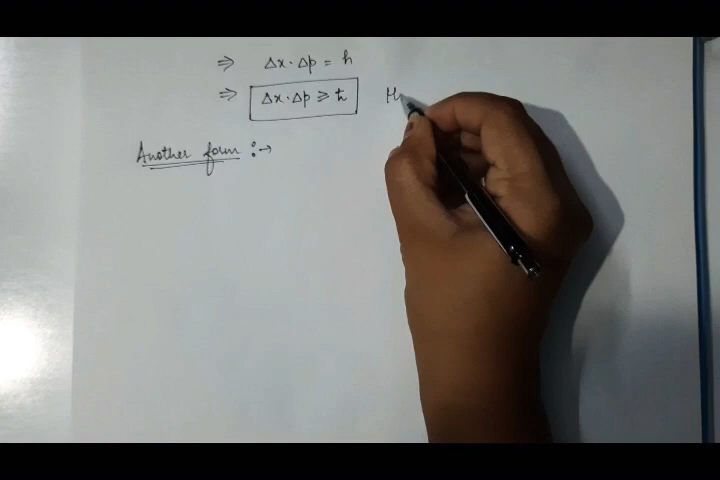 ⇒ Δx · Δp = h
⇒ Δx · Δp ≥ ħ H
Another form :→